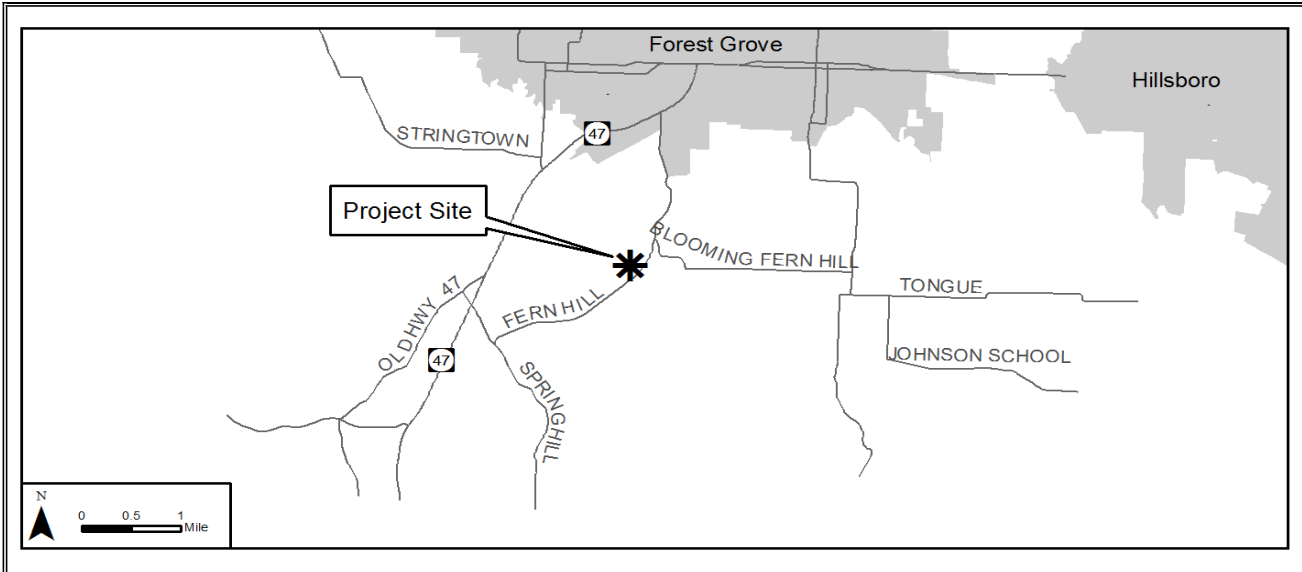 Forest Grove
Hillsboro
47
STRINGTOWN
Project Site
BLOOMING FERN HILL
OLD HWY 47
FERN HILL
TONGUE
47
JOHNSON SCHOOL
SPRINGHILL
N
0 0.5 1
Mile